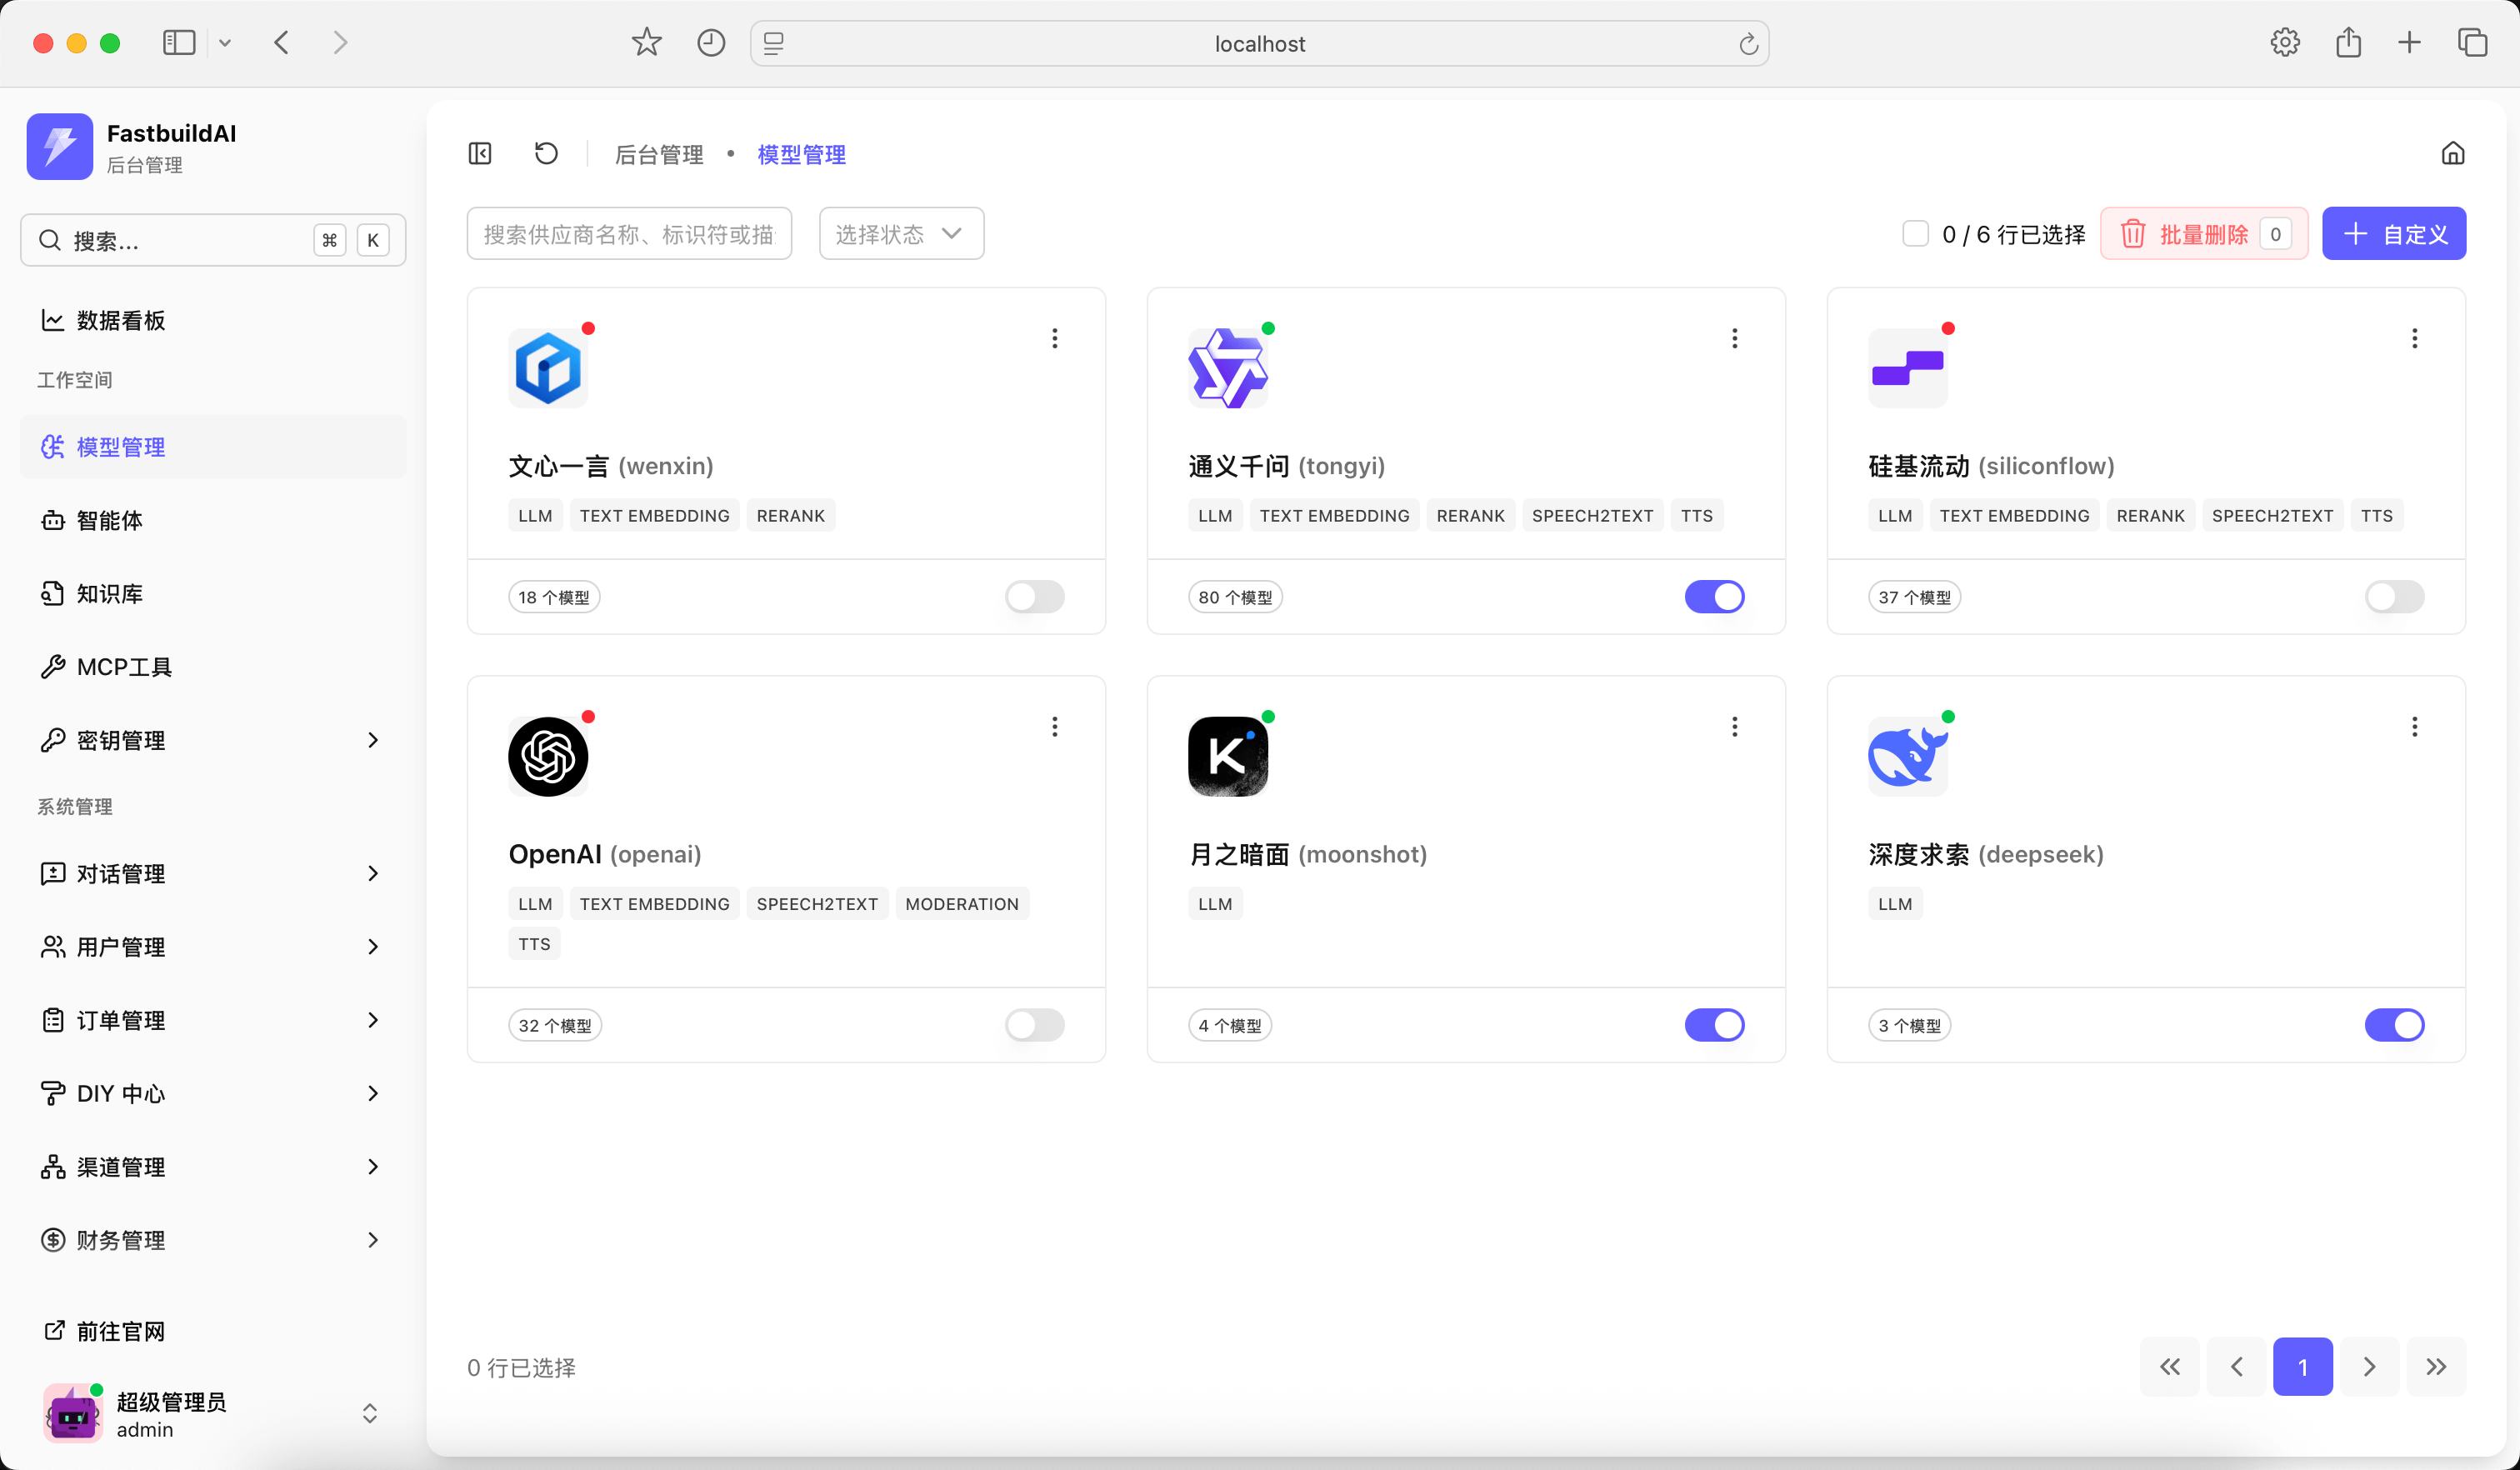 localhost
FastbuildAI
后台管理
搜索...
⌘ K
数据看板
工作空间
模型管理
智能体
知识库
MCP工具
密钥管理
系统管理
对话管理
用户管理
订单管理
DIY 中心
渠道管理
财务管理
前往官网
超级管理员
admin
后台管理 • 模型管理
搜索供应商名称、标识符或描
选择状态
0 / 6 行已选择
批量删除 0
自定义
文心一言 (wenxin)
LLM TEXT EMBEDDING RERANK
18 个模型
通义千问 (tongyi)
LLM TEXT EMBEDDING RERANK SPEECH2TEXT TTS
80 个模型
硅基流动 (siliconflow)
LLM TEXT EMBEDDING RERANK SPEECH2TEXT TTS
37 个模型
OpenAI (openai)
LLM TEXT EMBEDDING SPEECH2TEXT MODERATION
TTS
32 个模型
K
月之暗面 (moonshot)
LLM
4 个模型
深度求索 (deepseek)
LLM
3 个模型
0 行已选择
1